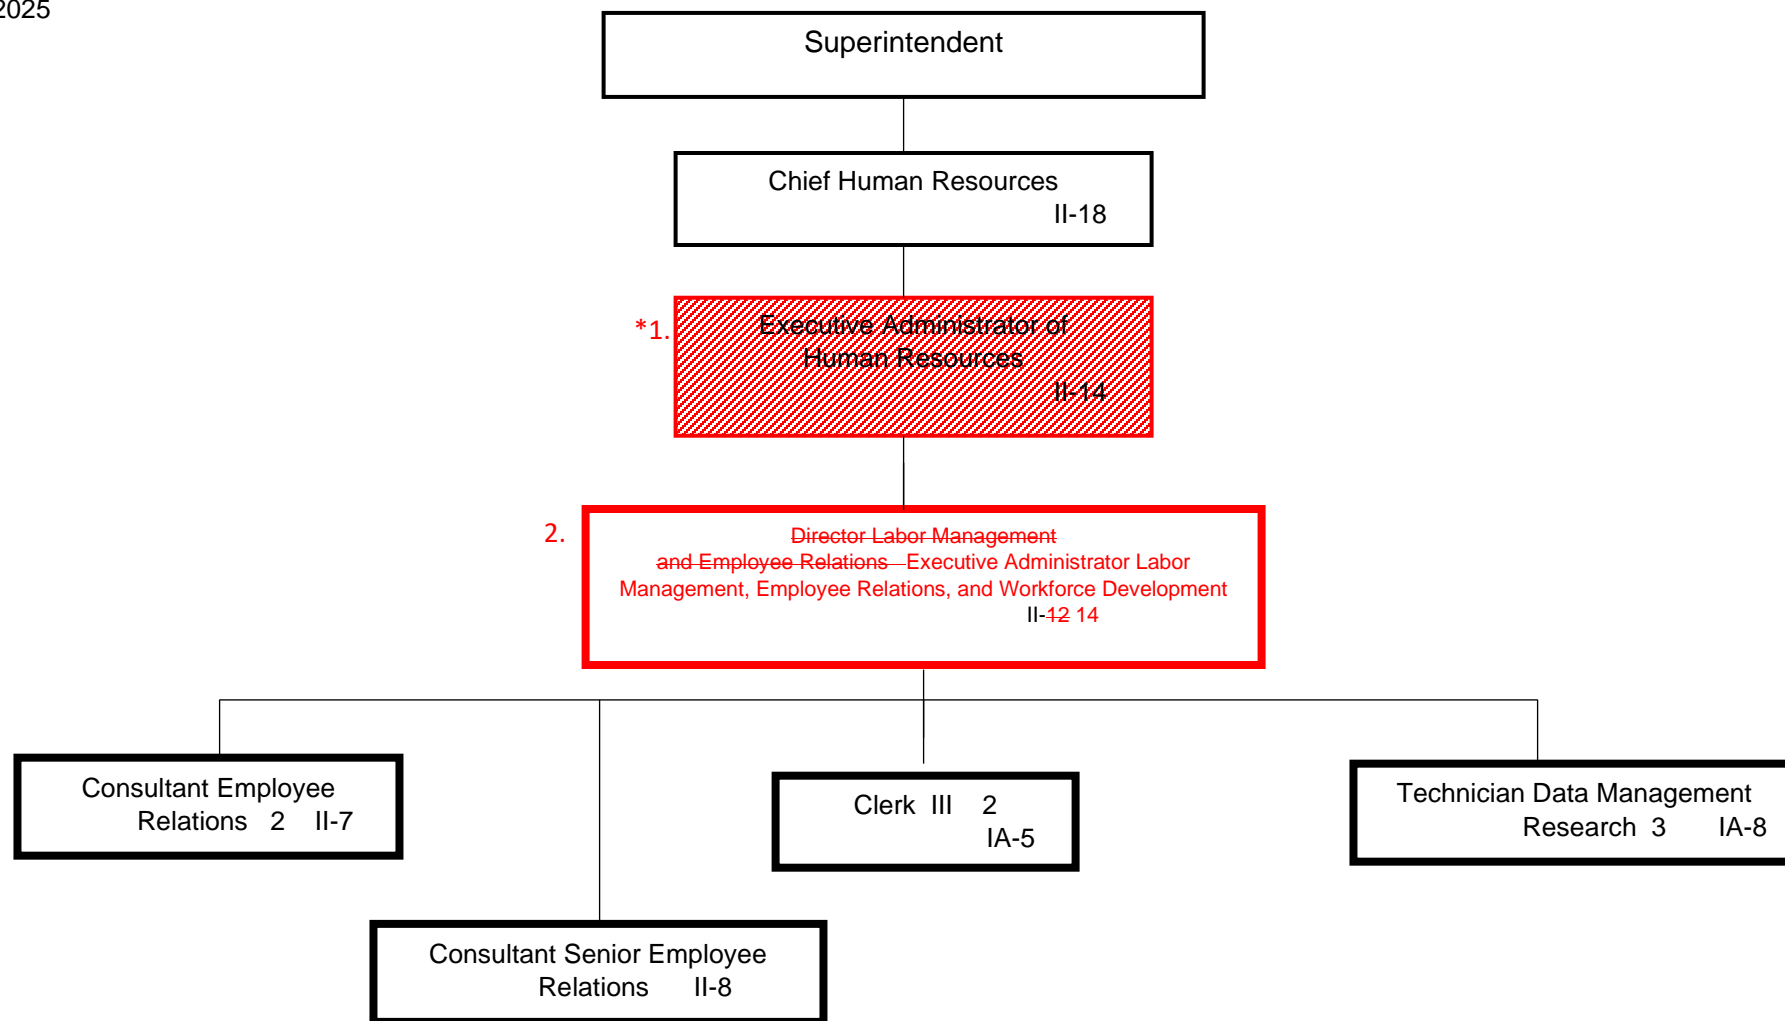 2025
Superintendent
Chief Human Resources
II-18
*1.
Executive Administrator of
Human Resources
II-14
2.
Director Labor Management
and Employee Relations Executive Administrator Labor
Management, Employee Relations, and Workforce Development
II-12 14
Consultant Employee
Relations 2 II-7
Clerk III 2
IA-5
Technician Data Management
Research 3 IA-8
Consultant Senior Employee
Relations II-8